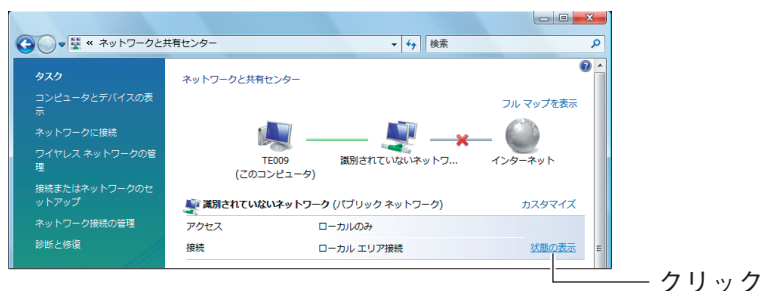 « ネットワークと共有センター
検索
タスク
コンピュータとデバイスの表
示
ネットワークに接続
ワイヤレス ネットワークの管
理
接続またはネットワークのセ
ットアップ
ネットワーク接続の管理
診断と修復
ネットワークと共有センター
フル マップを表示
TE009
(このコンピュータ)
識別されていないネットワ...
インターネット
識別されていないネットワーク (パブリック ネットワーク)
カスタマイズ
アクセス
ローカルのみ
接続
ローカル エリア接続
状態の表示
クリック